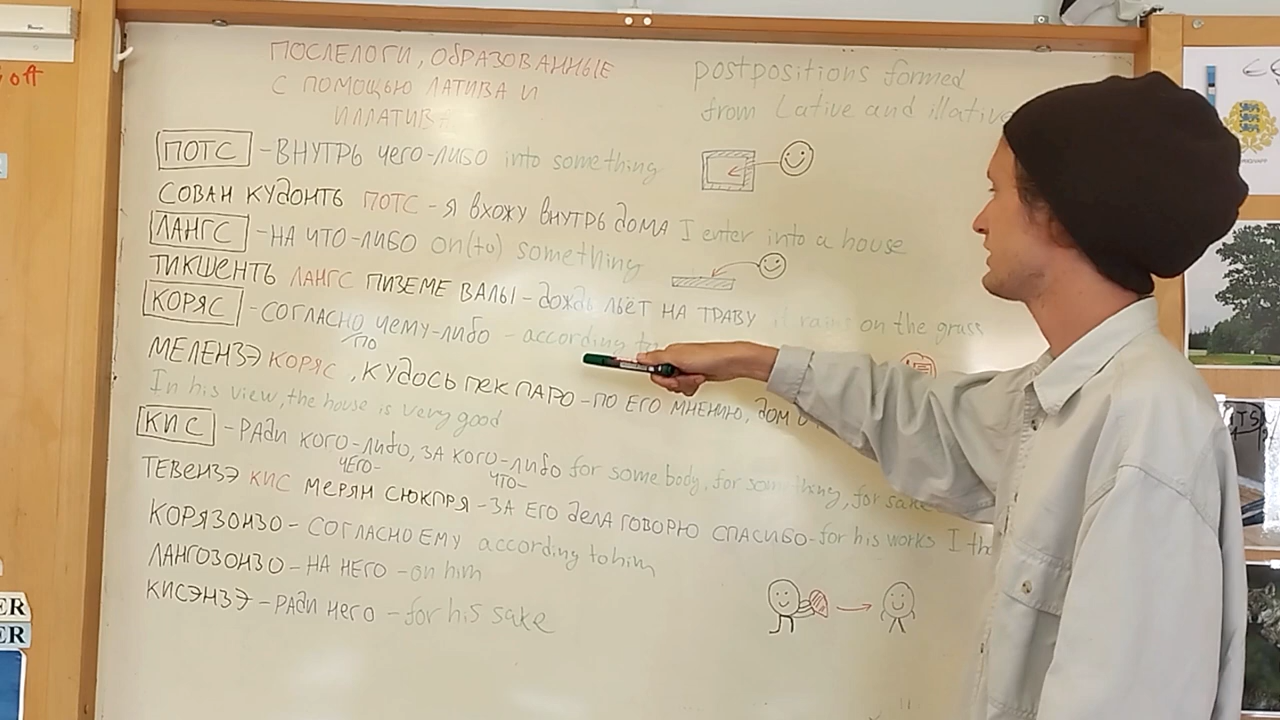 off
ПОСЛЕЛОГИ, ОБРАЗОВАННЫЕ
С ПОМОЩЬЮ ЛАТИВА И
ИЛЛАТИВА
postpositions formed
from Lative and illative
ПОТС - ВНУТРЬ чего-либо into something
СОВАН КУДОНТЬ ПОТС - Я ВХОЖУ ВНУТРЬ ДОМА I enter into a house
ЛАНГС - НА ЧТО-ЛИБО on(to) something
ТИКШЕНТЬ ЛАНГС ПИЗЕМЕ ВАЛЫ - ДОЖДЬ ЛЬЁТ НА ТРАВУ it rains on the grass
КОРЯС - СОГЛАСНО чему-либо - according to
ПО
МЕЛЕНЗЭ КОРЯС, КУДОСЬ ПЕК ПАРО - ПО ЕГО МНЕНИЮ, ДОМ
In his view, the house is very good
КИС - РАДИ КОГО-ЛИБО, ЗА КОГО-ЛИБО for some body, for something, for sake
ЧЕГО- ЧТО-
ТЕВЕНЗЭ КИС МЕРЯН СЮКПРЯ - ЗА ЕГО ДЕЛА ГОВОРЮ СПАСИБО - for his works I th
КОРЯЗОНЗО - СОГЛАСНО ЕМУ according to him
ЛАНГОЗОНЗО - НА НЕГО - on him
КИСЭНЗЭ - РАДИ НЕГО - for his sake
ER
ER